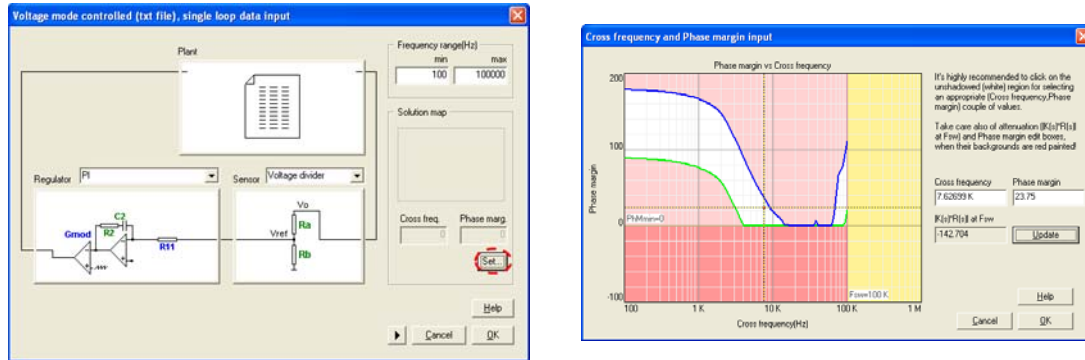 Voltage mode controlled (txt file), single loop data input
Plant
Frequency range(Hz)
min max
100 100000
Solution map
Regulator PI
Sensor Voltage divider
C2
R2
Gmod
R11
Vo
Ra
Vref
Rb
Cross freq. Phase marg.
0 0
Set...
Help
Cancel OK
Cross frequency and Phase margin input
Phase margin vs Cross frequency
200
100
0
-100
Phase margin
PhMmin=0
Fsw=100 K
100 1 K 10 K 100 K 1 M
Cross frequency(Hz)
It's highly recommended to click on the
unshadowed (white) region for selecting
an appropriate (Cross frequency,Phase
margin) couple of values.
Take care also of attenuation (|K(s)*R(s)|
at Fsw) and Phase margin edit boxes,
when their backgrounds are red painted!
Cross frequency Phase margin
7.62699 K 23.75
|K(s)*R(s)| at Fsw
-142.704 Update
Help
Cancel OK